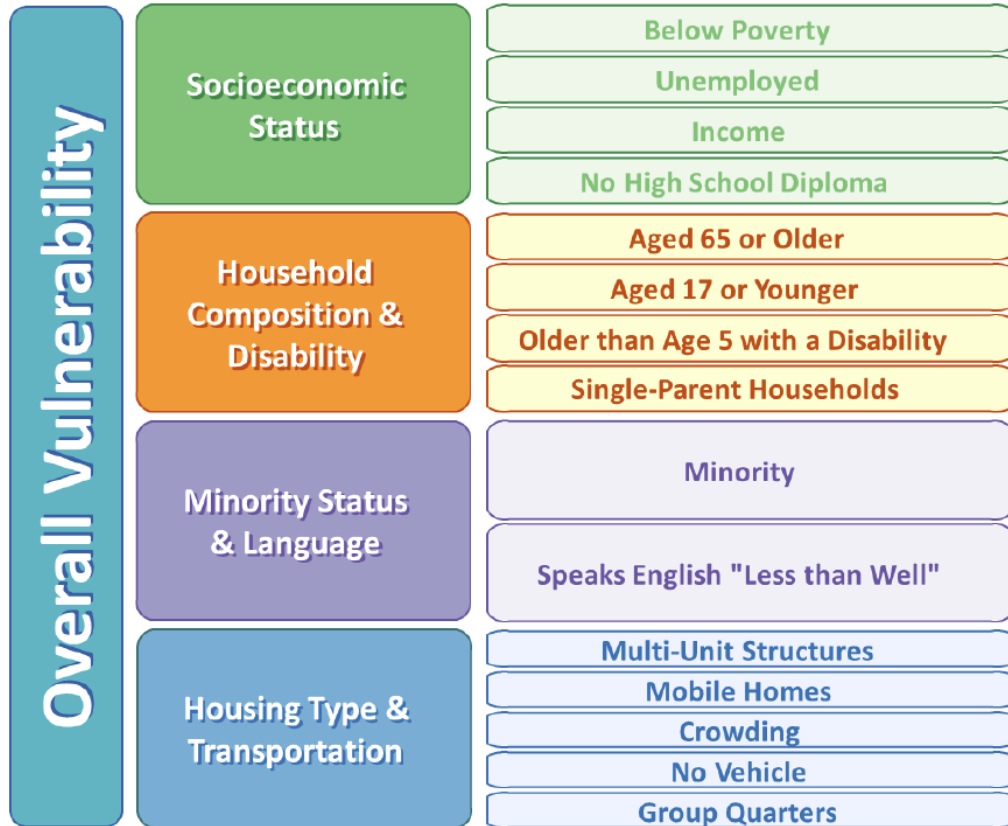 Overall Vulnerability
Socioeconomic
Status
Below Poverty
Unemployed
Income
No High School Diploma
Household
Composition &
Disability
Aged 65 or Older
Aged 17 or Younger
Older than Age 5 with a Disability
Single-Parent Households
Minority Status
& Language
Minority
Speaks English "Less than Well"
Housing Type &
Transportation
Multi-Unit Structures
Mobile Homes
Crowding
No Vehicle
Group Quarters